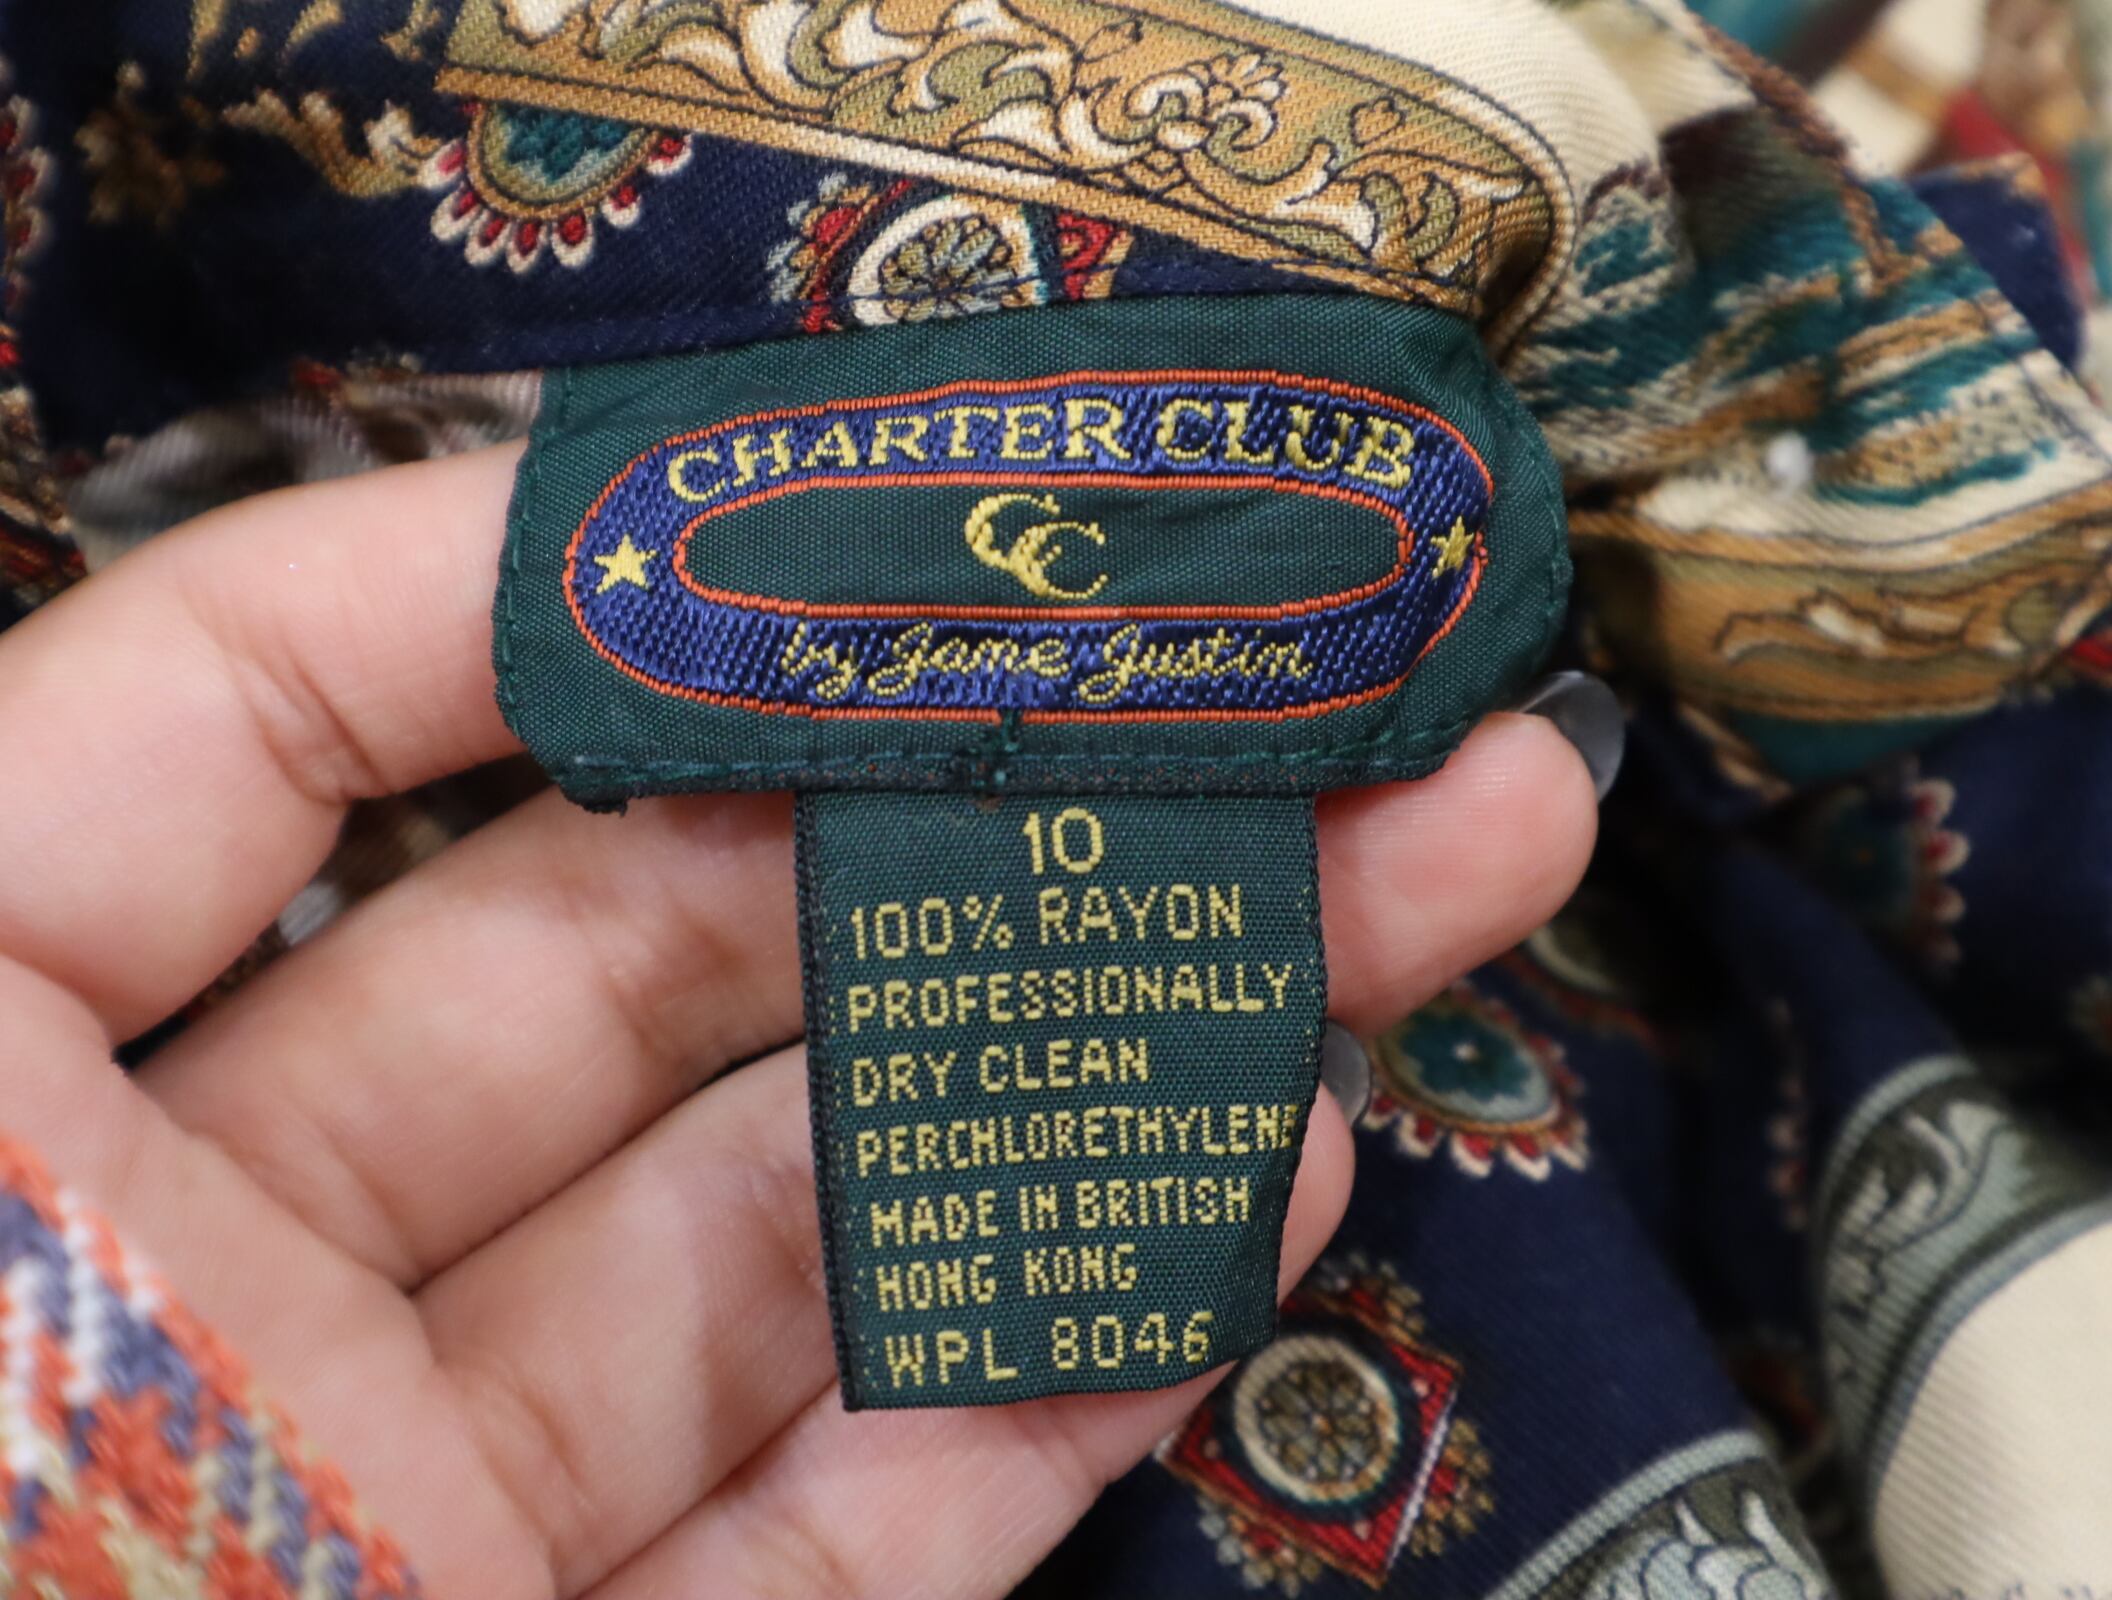 CHARTER CLUB
CC
by Jane Justin
10
100% RAYON
PROFESSIONALLY
DRY CLEAN
PERCHLORETHYLENE
MADE IN BRITISH
HONG KONG
WPL 8046